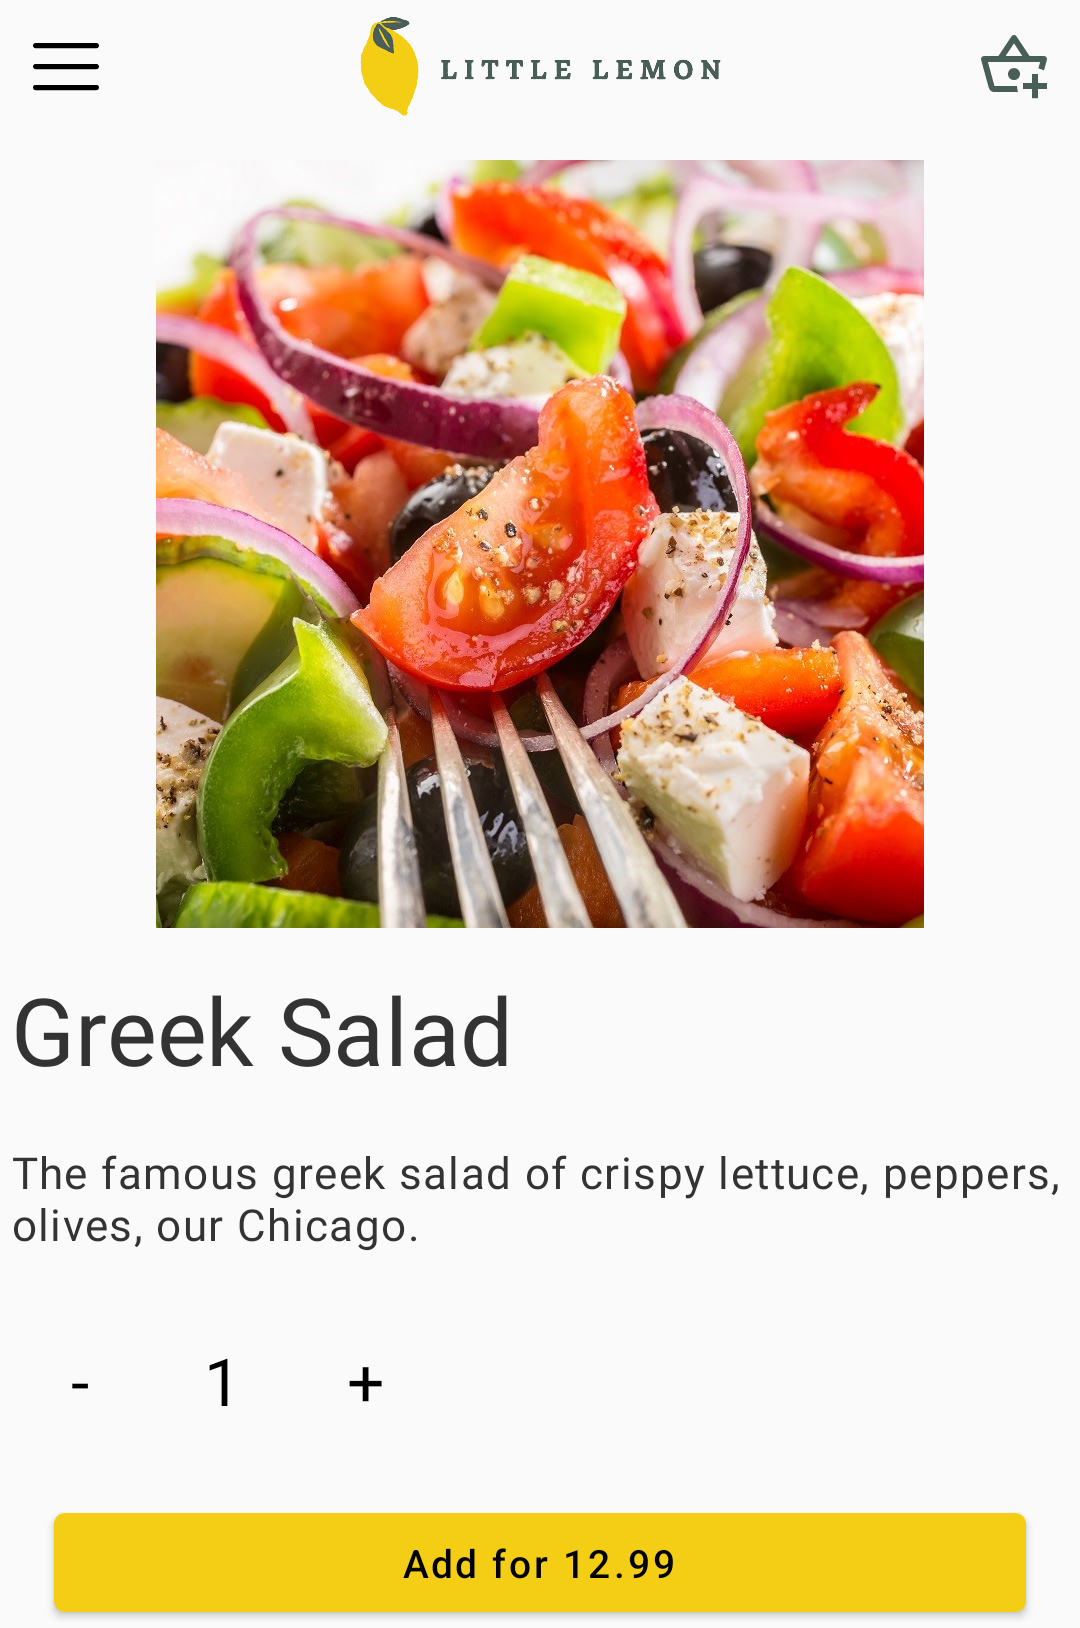 LITTLE LEMON
Greek Salad
The famous greek salad of crispy lettuce, peppers,
olives, our Chicago.
- 1 +
Add for 12.99